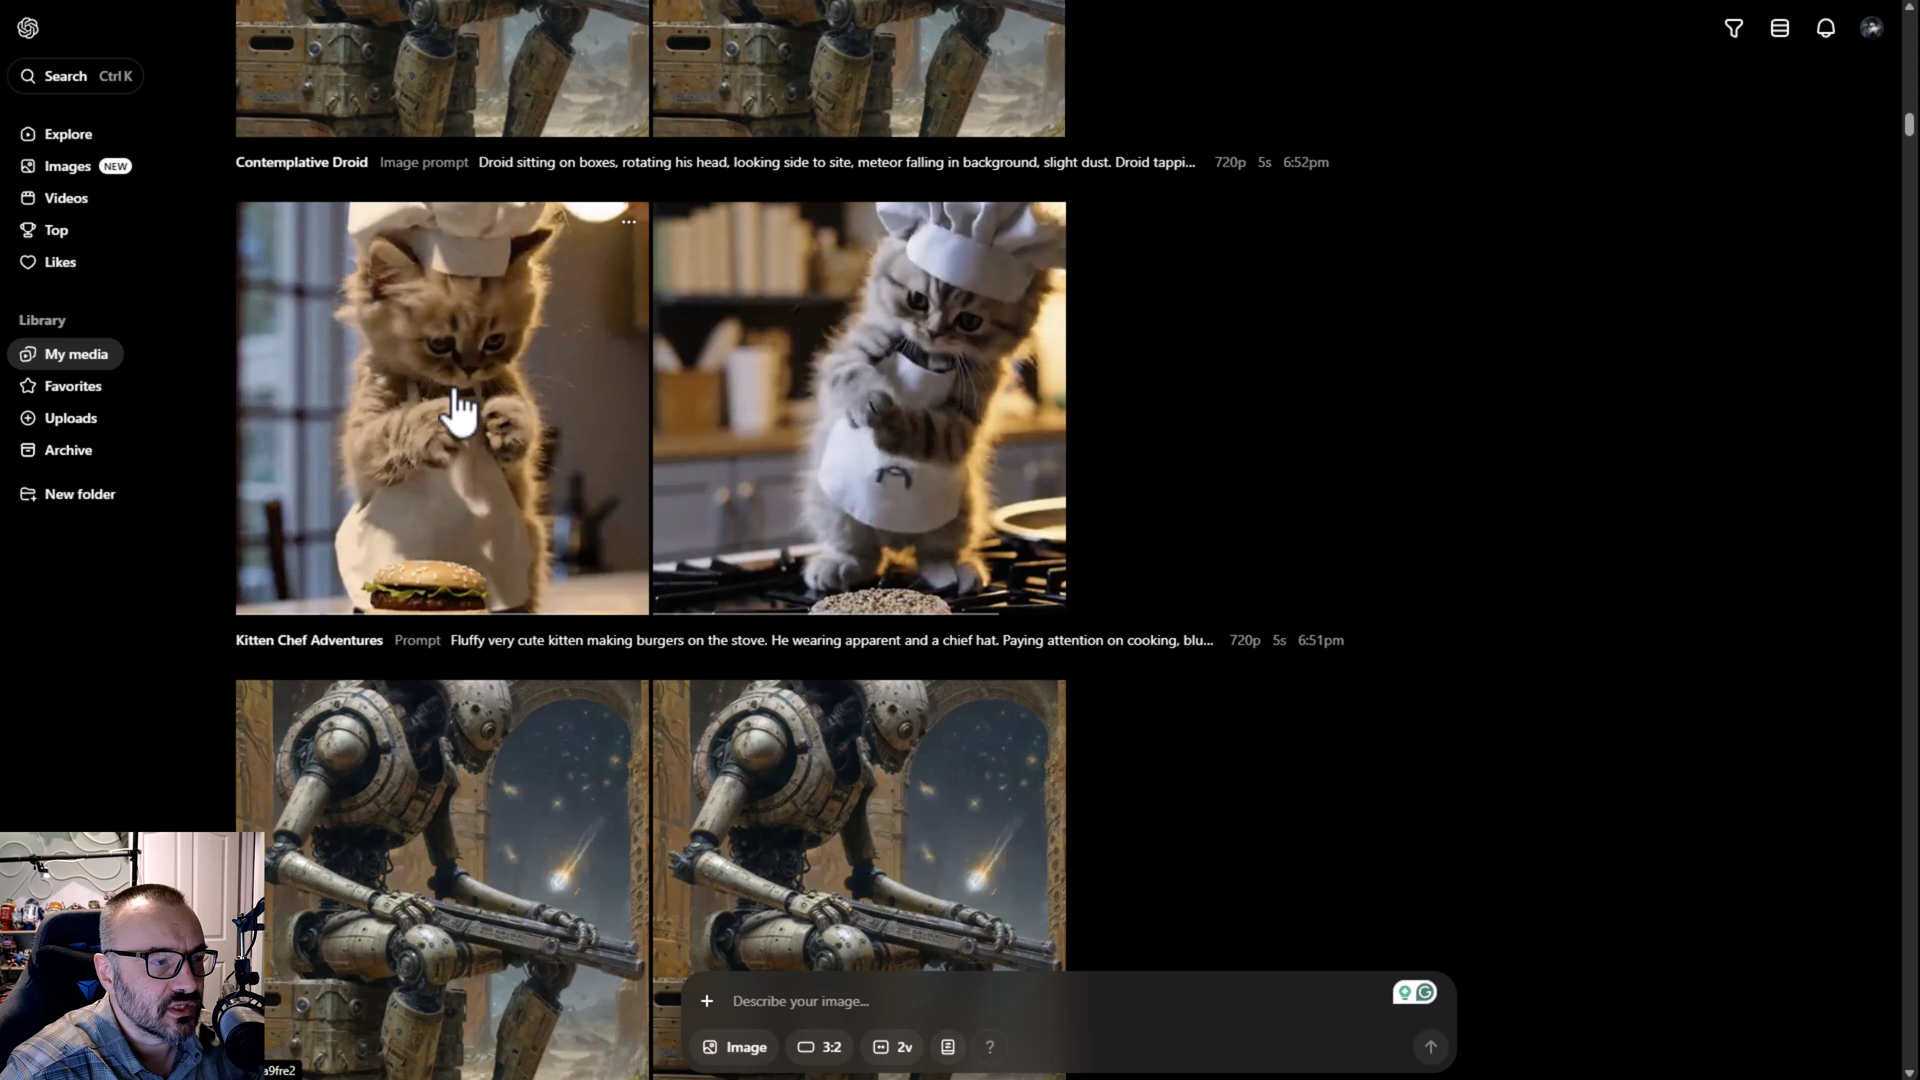 Search Ctrl K
Explore
Images NEW
Videos
Top
Likes
Library
My media
Favorites
Uploads
Archive
New folder
Contemplative Droid Image prompt Droid sitting on boxes, rotating his head, looking side to site, meteor falling in background, slight dust. Droid tappi... 720p 5s 6:52pm
Kitten Chef Adventures Prompt Fluffy very cute kitten making burgers on the stove. He wearing apparent and a chief hat. Paying attention on cooking, blu... 720p 5s 6:51pm
Describe your image...
Image 3:2 2v ?
a9fre2